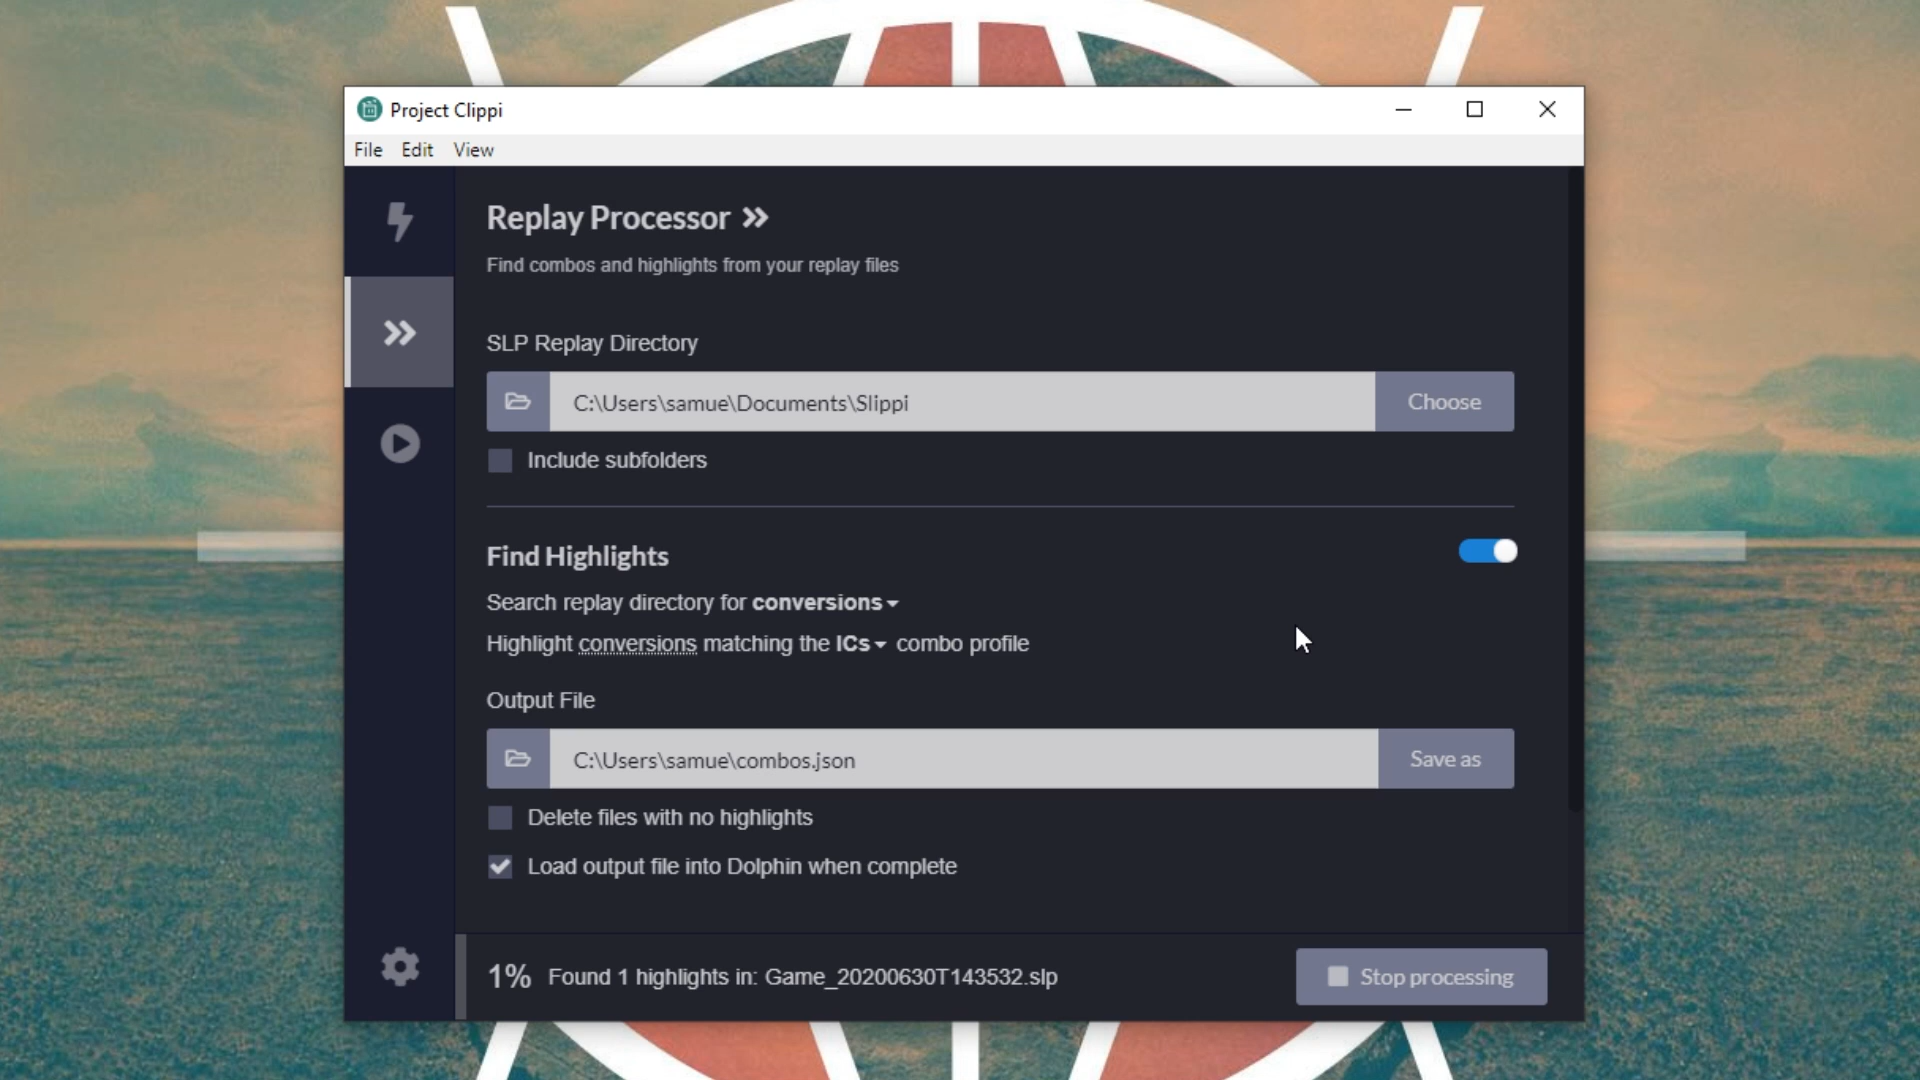 Project Clippi
File Edit View
Replay Processor
Find combos and highlights from your replay files
SLP Replay Directory
C:\Users\samue\Documents\Slippi
Choose
Include subfolders
Find Highlights
Search replay directory for conversions
Highlight conversions matching the ICs combo profile
Output File
C:\Users\samue\combos.json
Save as
Delete files with no highlights
Load output file into Dolphin when complete
1% Found 1 highlights in: Game_20200630T143532.slp
Stop processing